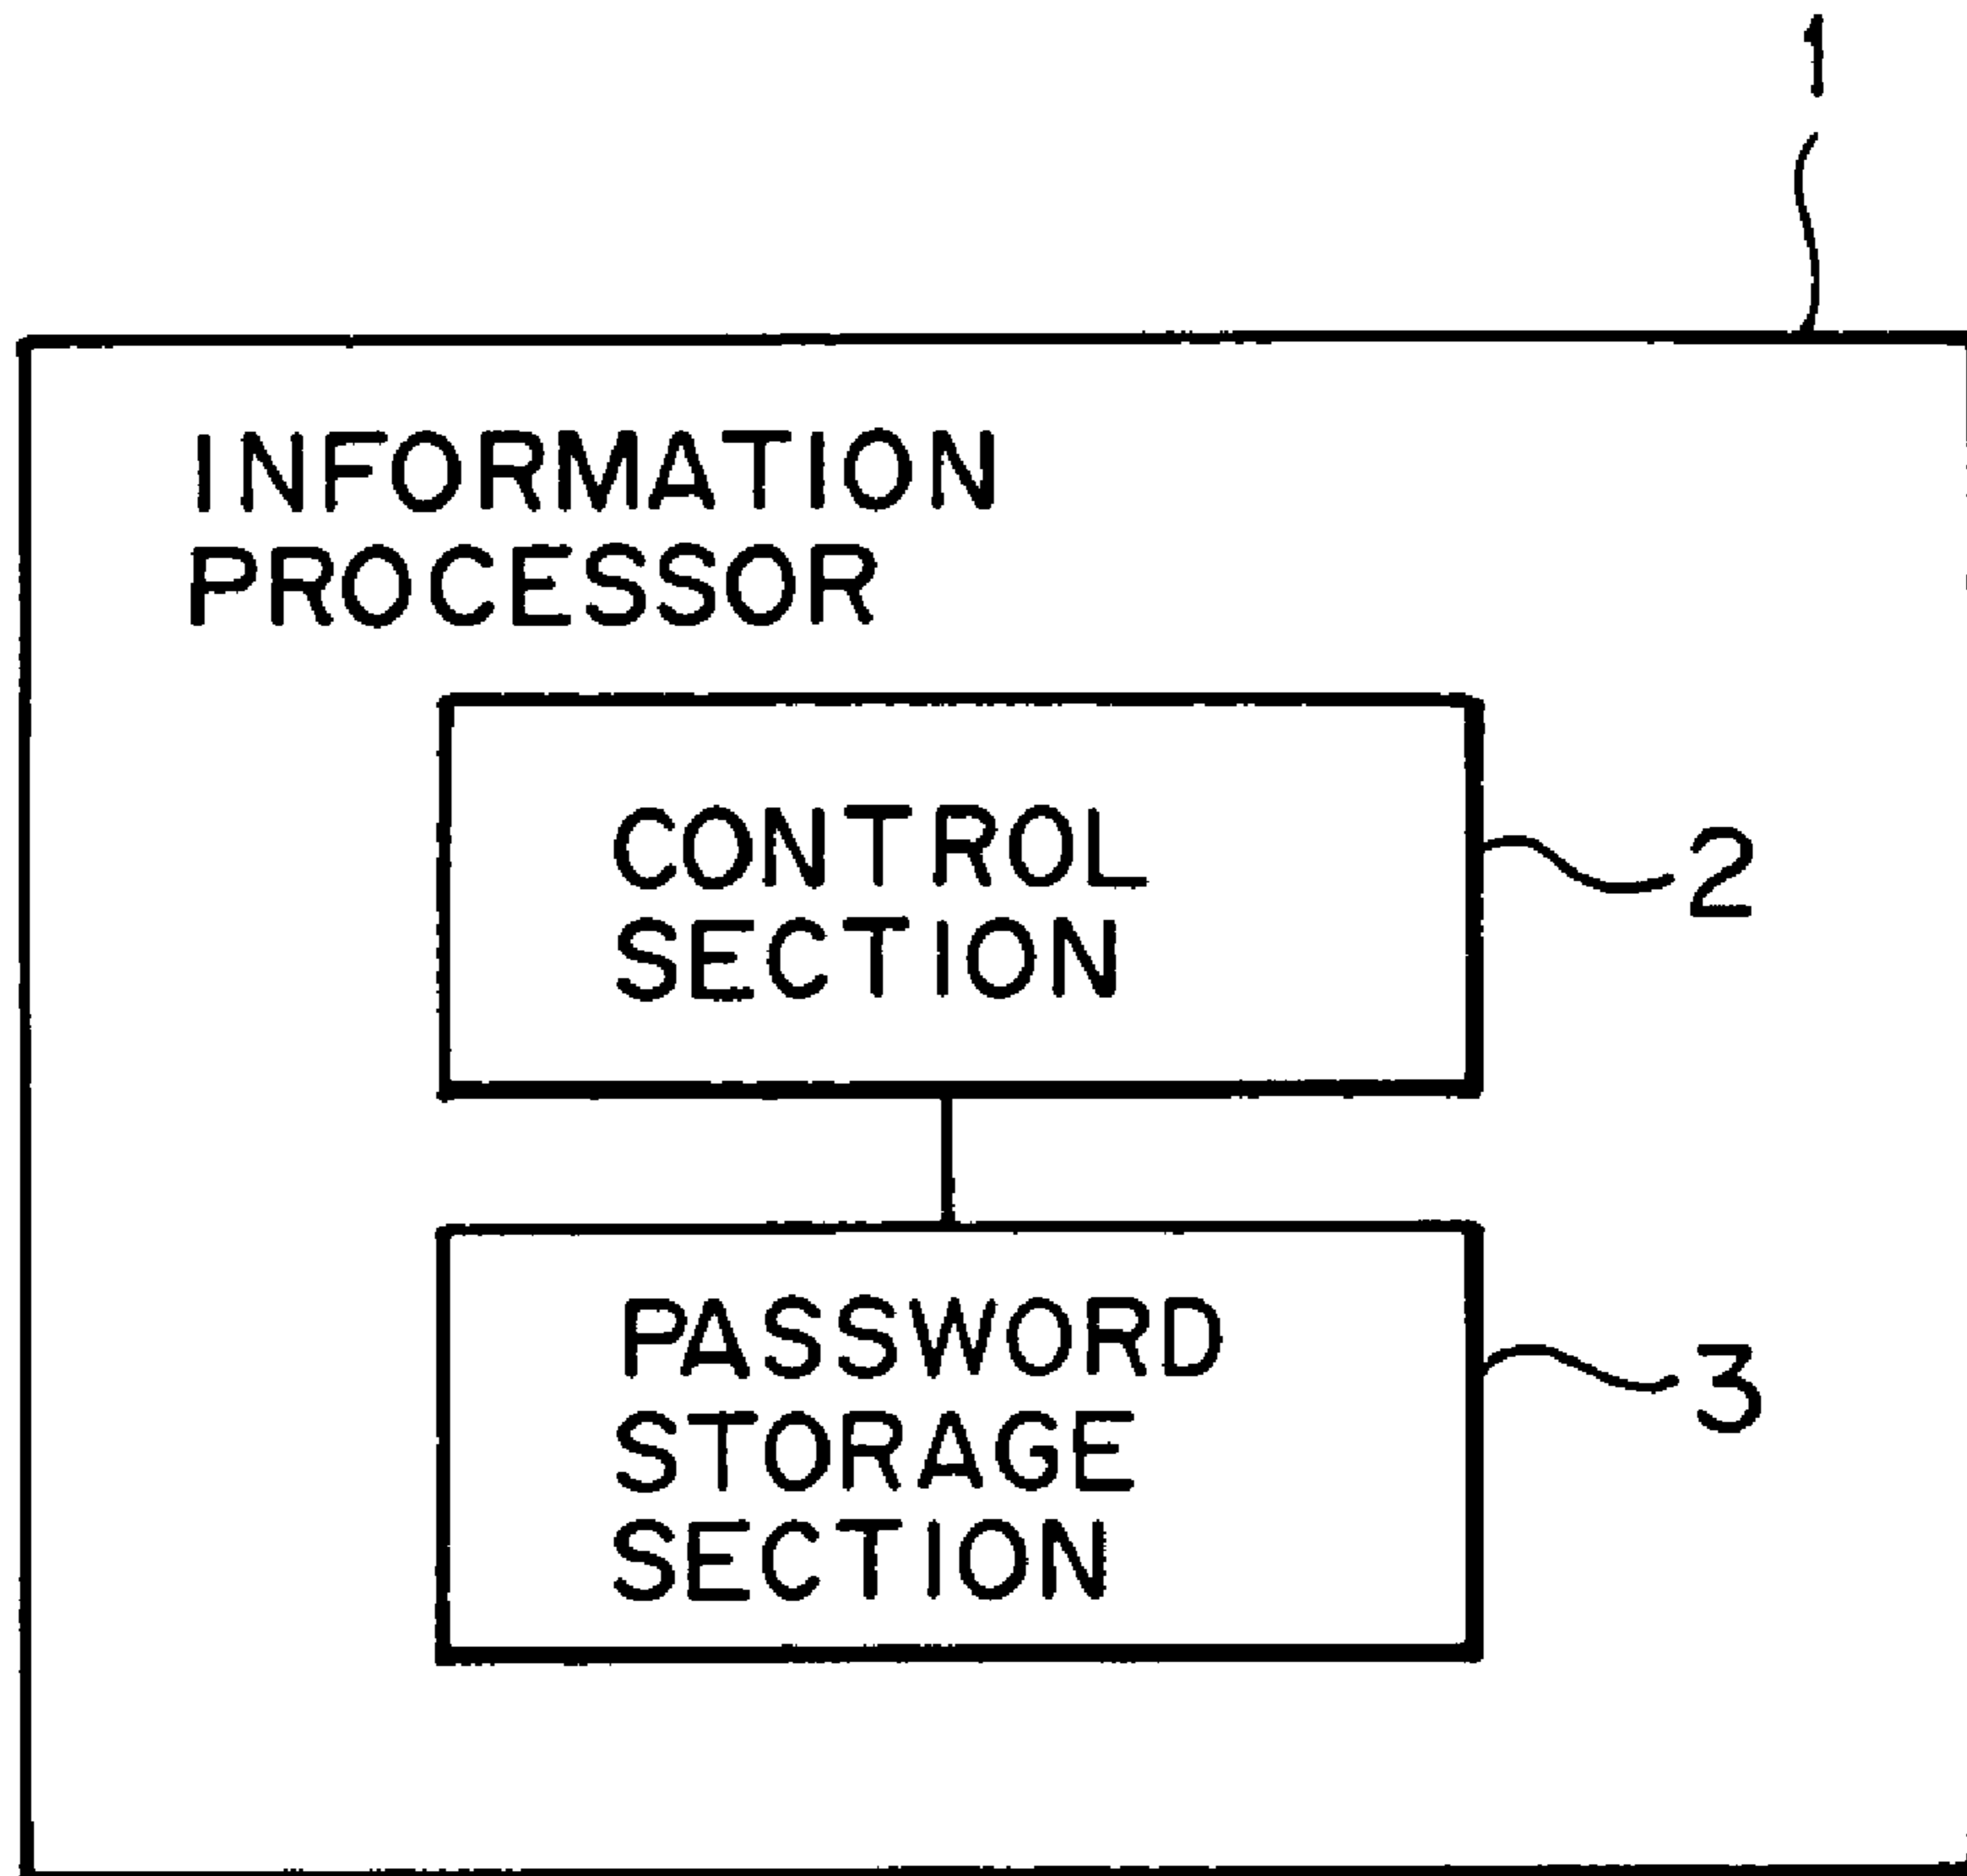 1
INFORMATION
PROCESSOR
CONTROL
SECTION
2
PASSWORD
STORAGE
SECTION
3